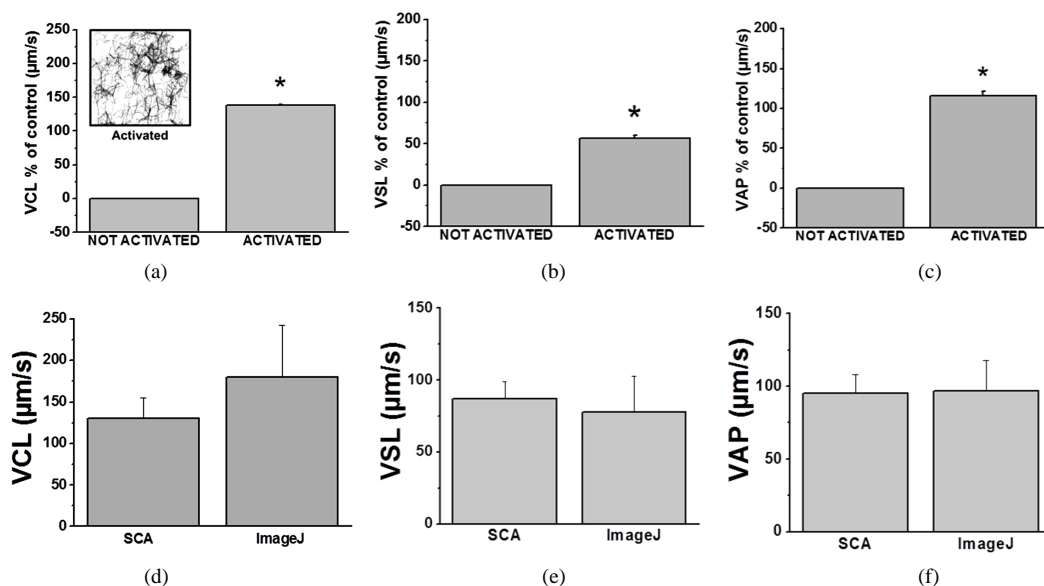 VCL % of control (μm/s)
250
200
150
100
50
0
-50
Activated
*
NOT ACTIVATED
ACTIVATED
(a)
VSL % of control (μm/s)
200
150
100
50
0
-50
*
NOT ACTIVATED
ACTIVATED
(b)
VAP % of control (μm/s)
200
150
100
50
0
-50
*
NOT ACTIVATED
ACTIVATED
(c)
VCL (μm/s)
250
200
150
100
50
0
SCA
ImageJ
(d)
VSL (μm/s)
150
100
50
0
SCA
ImageJ
(e)
VAP (μm/s)
150
100
50
0
SCA
ImageJ
(f)